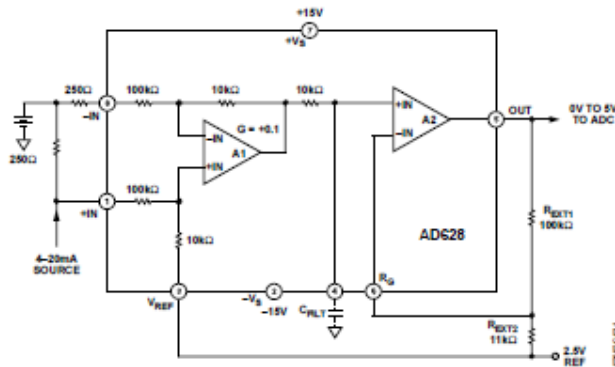 +15V
7
+VS
250Ω
8
100kΩ
10kΩ
10kΩ
–IN
G = +0.1
–IN
A1
+IN
+IN
A2
–IN
5
OUT
0V TO 5V
TO ADC
250Ω
100kΩ
1
+IN
REXT1
100kΩ
4–20mA
SOURCE
10kΩ
AD628
RG
3
2
4
6
VREF
–VS
–15V
CFILT
REXT2
11kΩ
2.5V
REF